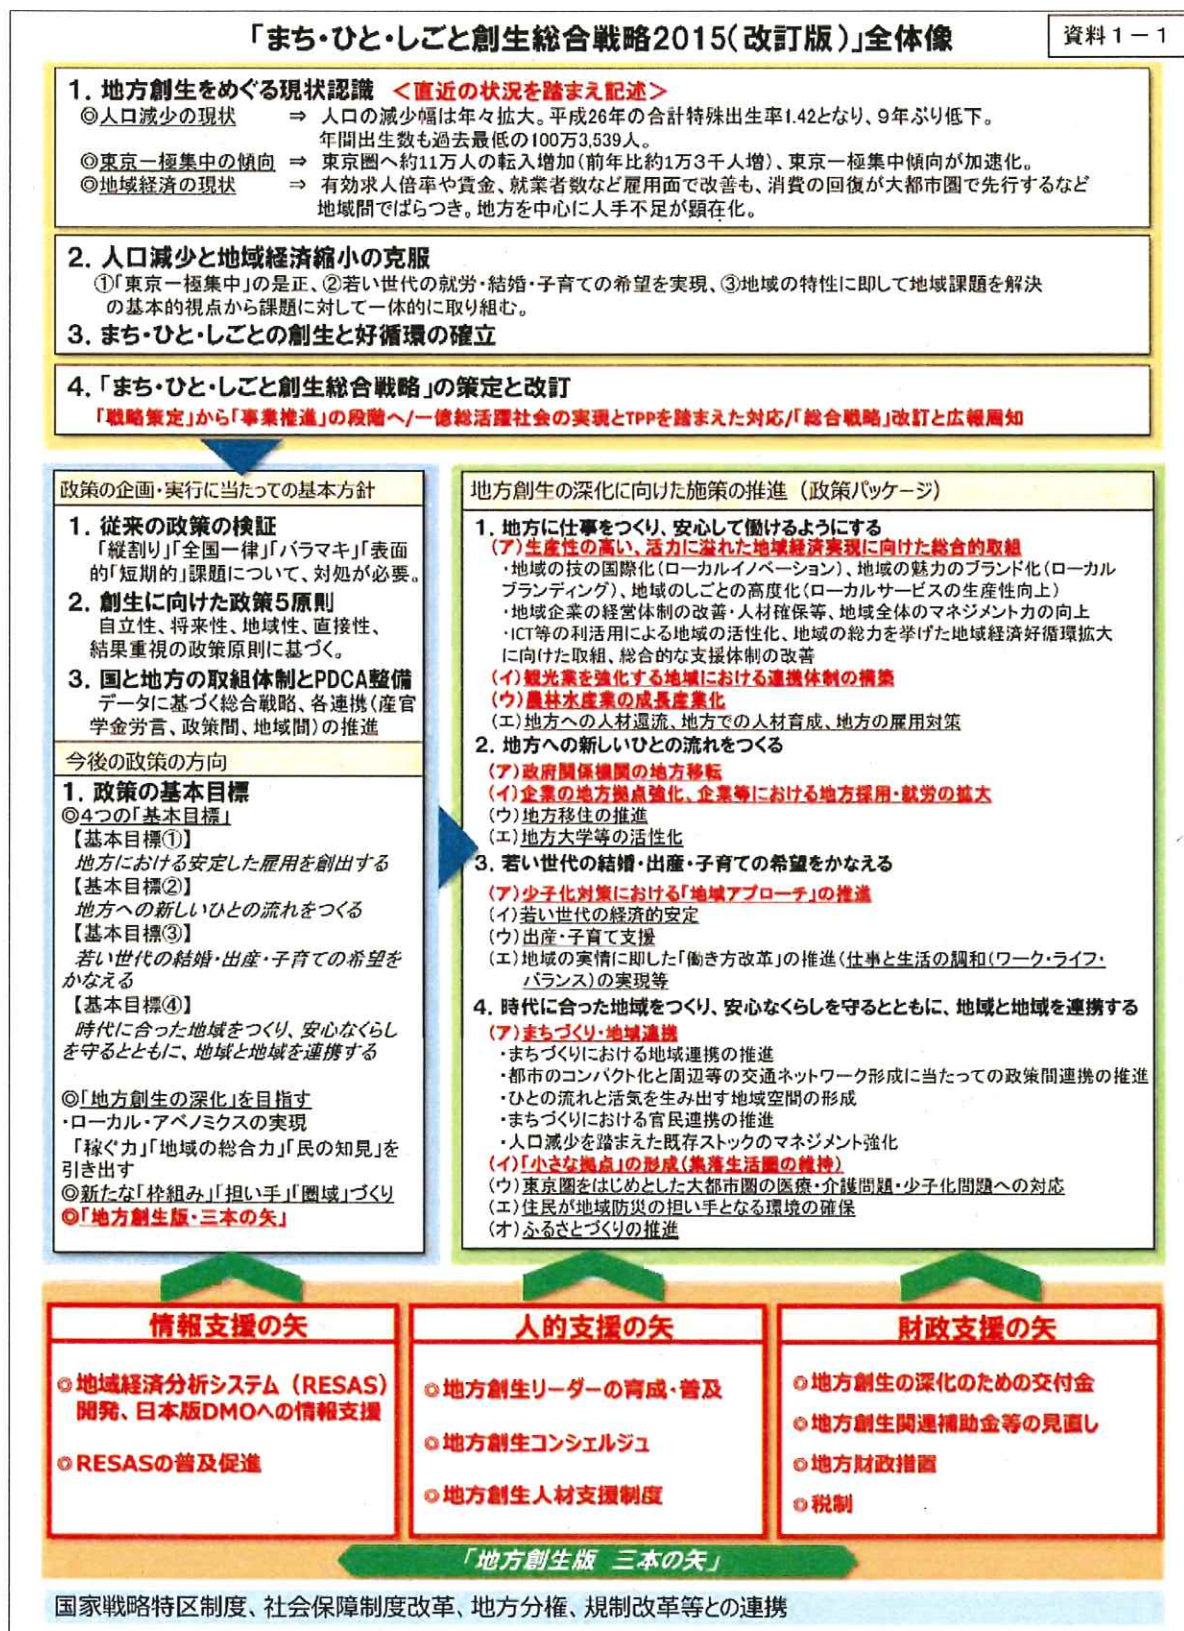 「まち・ひと・しごと創生総合戦略2015(改訂版)」全体像
資料1-1
1. 地方創生をめぐる現状認識 <直近の状況を踏まえ記述>
◎人口減少の現状 ⇒ 人口の減少幅は年々拡大。平成26年の合計特殊出生率1.42となり、9年ぶり低下。
年間出生数も過去最低の100万3,539人。
◎東京一極集中の傾向 ⇒ 東京圏へ約11万人の転入増加(前年比約1万3千人増)、東京一極集中傾向が加速化。
◎地域経済の現状 ⇒ 有効求人倍率や賃金、就業者数など雇用面で改善も、消費の回復が大都市圏で先行するなど
地域間でばらつき。地方を中心に人手不足が顕在化。
2. 人口減少と地域経済縮小の克服
①「東京一極集中」の是正、②若い世代の就労・結婚・子育ての希望を実現、③地域の特性に即して地域課題を解決
の基本的視点から課題に対して一体的に取り組む。
3. まち・ひと・しごとの創生と好循環の確立
4.「まち・ひと・しごと創生総合戦略」の策定と改訂
「戦略策定」から「事業推進」の段階へ/一億総活躍社会の実現とTPPを踏まえた対応/「総合戦略」改訂と広報周知
政策の企画・実行に当たっての基本方針
1. 従来の政策の検証
「縦割り」「全国一律」「バラマキ」「表面
的「短期的」課題について、対処が必要。
2. 創生に向けた政策5原則
自立性、将来性、地域性、直接性、
結果重視の政策原則に基づく。
3. 国と地方の取組体制とPDCA整備
データに基づく総合戦略、各連携(産官
学金労言、政策間、地域間)の推進
今後の政策の方向
1. 政策の基本目標
◎4つの「基本目標」
【基本目標①】
地方における安定した雇用を創出する
【基本目標②】
地方への新しいひとの流れをつくる
【基本目標③】
若い世代の結婚・出産・子育ての希望を
かなえる
【基本目標④】
時代に合った地域をつくり、安心なくらし
を守るとともに、地域と地域を連携する
◎「地方創生の深化」を目指す
・ローカル・アベノミクスの実現
「稼ぐ力」「地域の総合力」「民の知見」を
引き出す
◎新たな「枠組み」「担い手」「圏域」づくり
◎「地方創生版・三本の矢」
地方創生の深化に向けた施策の推進(政策パッケージ)
1. 地方に仕事をつくり、安心して働けるようにする
(ア)生産性の高い、活力に溢れた地域経済実現に向けた総合的取組
・地域の技の国際化(ローカルイノベーション)、地域の魅力のブランド化(ローカル
ブランディング)、地域のしごとの高度化(ローカルサービスの生産性向上)
・地域企業の経営体制の改善・人材確保等、地域全体のマネジメント力の向上
・ICT等の利活用による地域の活性化、地域の総力を挙げた地域経済好循環拡大
に向けた取組、総合的な支援体制の改善
(イ)観光業を強化する地域における連携体制の構築
(ウ)農林水産業の成長産業化
(エ)地方への人材還流、地方での人材育成、地方の雇用対策
2. 地方への新しいひとの流れをつくる
(ア)政府関係機関の地方移転
(イ)企業の地方拠点強化、企業等における地方採用・就労の拡大
(ウ)地方移住の推進
(エ)地方大学等の活性化
3. 若い世代の結婚・出産・子育ての希望をかなえる
(ア)少子化対策における「地域アプローチ」の推進
(イ)若い世代の経済的安定
(ウ)出産・子育て支援
(エ)地域の実情に即した「働き方改革」の推進(仕事と生活の調和(ワーク・ライフ・
バランス)の実現等
4. 時代に合った地域をつくり、安心なくらしを守るとともに、地域と地域を連携する
(ア)まちづくり・地域連携
・まちづくりにおける地域連携の推進
・都市のコンパクト化と周辺等の交通ネットワーク形成に当たっての政策間連携の推進
・ひとの流れと活気を生み出す地域空間の形成
・まちづくりにおける官民連携の推進
・人口減少を踏まえた既存ストックのマネジメント強化
(イ)「小さな拠点」の形成(集落生活圏の維持)
(ウ)東京圏をはじめとした大都市圏の医療・介護問題・少子化問題への対応
(エ)住民が地域防災の担い手となる環境の確保
(オ)ふるさとづくりの推進
情報支援の矢
◎地域経済分析システム(RESAS)
開発、日本版DMOへの情報支援
◎RESASの普及促進
人的支援の矢
◎地方創生リーダーの育成・普及
◎地方創生コンシェルジュ
◎地方創生人材支援制度
財政支援の矢
◎地方創生の深化のための交付金
◎地方創生関連補助金等の見直し
◎地方財政措置
◎税制
「地方創生版 三本の矢」
国家戦略特区制度、社会保障制度改革、地方分権、規制改革等との連携